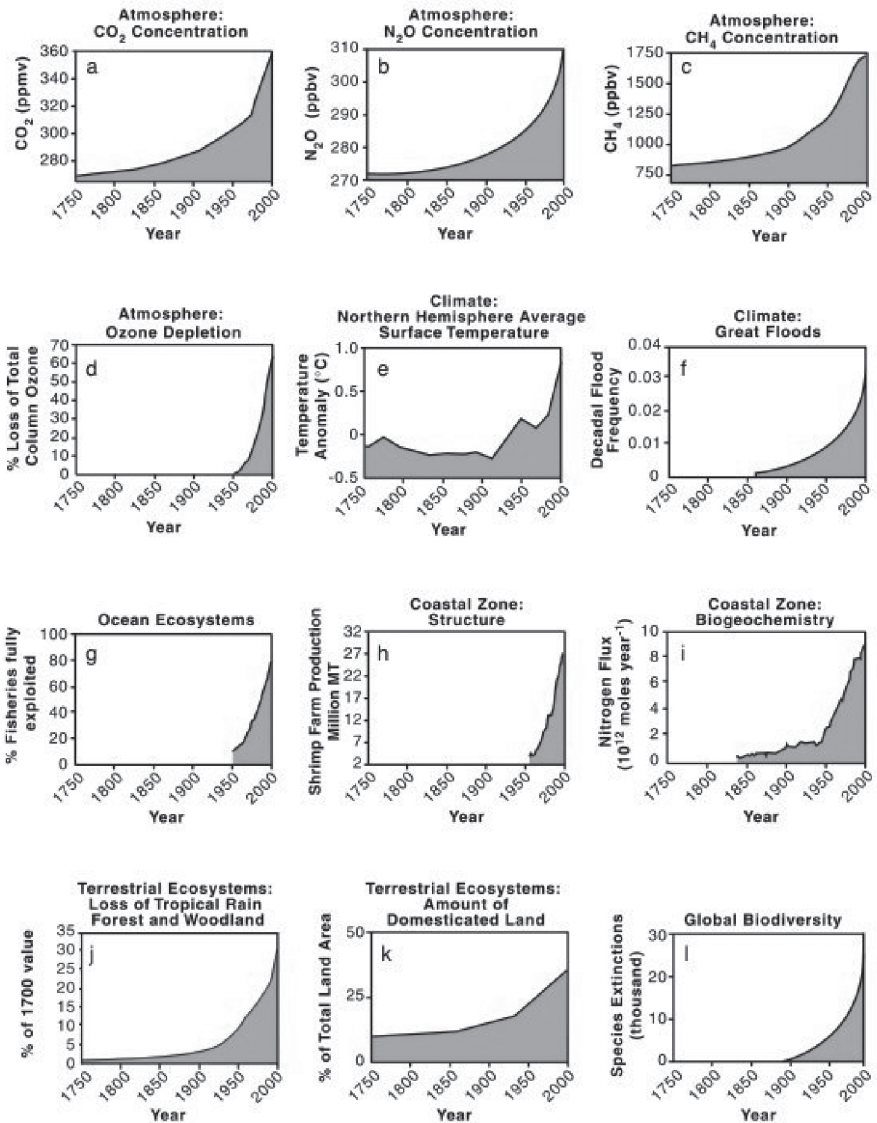 Atmosphere:
CO2 Concentration
a
CO2 (ppmv)
360
340
320
300
280
1750
1800
1850
1900
1950
2000
Year
Atmosphere:
N2O Concentration
b
N2O (ppbv)
310
300
290
280
270
1750
1800
1850
1900
1950
2000
Year
Atmosphere:
CH4 Concentration
c
CH4 (ppbv)
1750
1500
1250
1000
750
1750
1800
1850
1900
1950
2000
Year
Atmosphere:
Ozone Depletion
d
% Loss of Total
Column Ozone
70
60
50
40
30
20
10
0
1750
1800
1850
1900
1950
2000
Year
Climate:
Northern Hemisphere Average
Surface Temperature
e
Temperature
Anomaly (°C)
1.0
0.5
0
-0.5
1750
1800
1850
1900
1950
2000
Year
Climate:
Great Floods
f
Decadal Flood
Frequency
0.04
0.03
0.02
0.01
0
1750
1800
1850
1900
1950
2000
Year
Ocean Ecosystems
g
% Fisheries fully
exploited
100
80
60
40
20
0
1750
1800
1850
1900
1950
2000
Year
Coastal Zone:
Structure
h
Shrimp Farm Production
Million MT
32
27
22
17
12
7
2
1750
1800
1850
1900
1950
2000
Year
Coastal Zone:
Biogeochemistry
i
Nitrogen Flux
(10¹² moles year⁻¹)
10
8
6
4
2
0
1750
1800
1850
1900
1950
2000
Year
Terrestrial Ecosystems:
Loss of Tropical Rain
Forest and Woodland
j
% of 1700 value
35
30
25
20
15
10
5
0
1750
1800
1850
1900
1950
2000
Year
Terrestrial Ecosystems:
Amount of
Domesticated Land
k
% of Total Land Area
50
25
0
1750
1800
1850
1900
1950
2000
Year
Global Biodiversity
l
Species Extinctions
(thousand)
30
20
10
0
1750
1800
1850
1900
1950
2000
Year